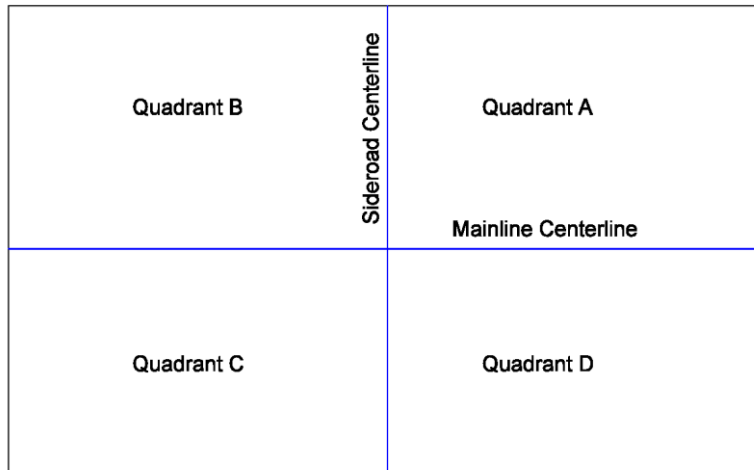 Quadrant B
Sideroad Centerline
Quadrant A
Mainline Centerline
Quadrant C
Quadrant D